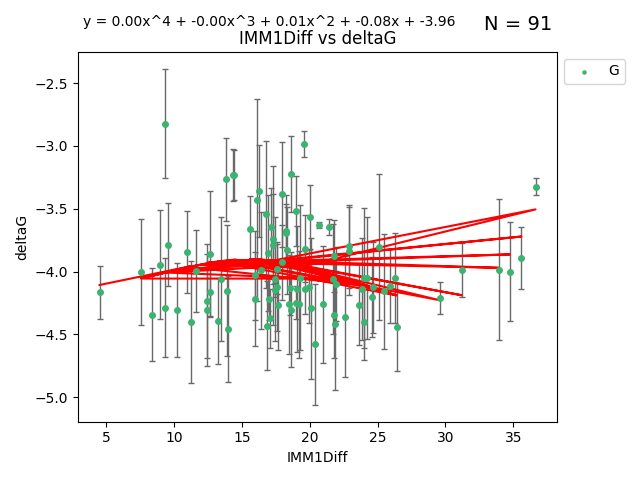 y = 0.00x^4 + -0.00x^3 + 0.01x^2 + -0.08x + -3.96
N = 91
IMM1Diff vs deltaG
G
−2.5
−3.0
−3.5
−4.0
−4.5
−5.0
deltaG
5 10 15 20 25 30 35
IMM1Diff